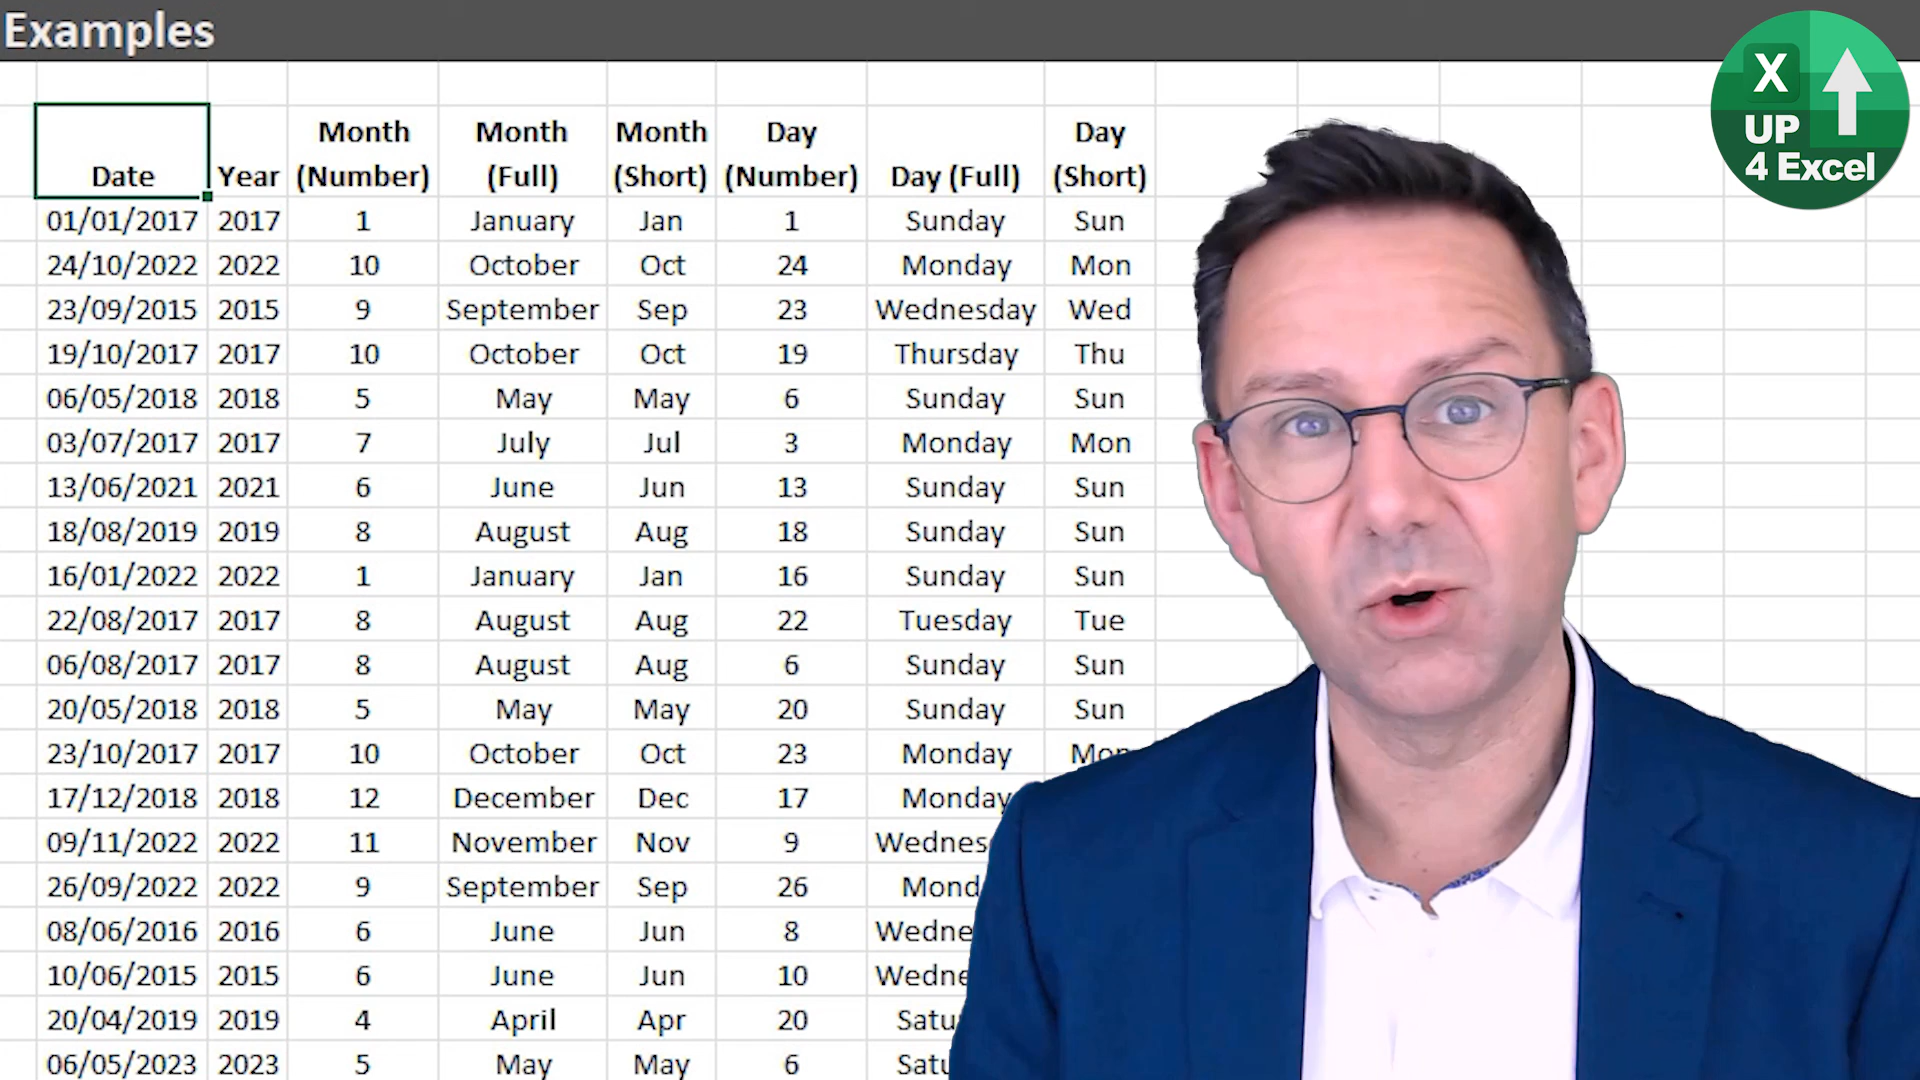 Examples
X
UP
4 Excel
Date Year Month (Number) Month (Full) Month (Short) Day (Number) Day (Full) Day (Short)
01/01/2017 2017 1 January Jan 1 Sunday Sun
24/10/2022 2022 10 October Oct 24 Monday Mon
23/09/2015 2015 9 September Sep 23 Wednesday Wed
19/10/2017 2017 10 October Oct 19 Thursday Thu
06/05/2018 2018 5 May May 6 Sunday Sun
03/07/2017 2017 7 July Jul 3 Monday Mon
13/06/2021 2021 6 June Jun 13 Sunday Sun
18/08/2019 2019 8 August Aug 18 Sunday Sun
16/01/2022 2022 1 January Jan 16 Sunday Sun
22/08/2017 2017 8 August Aug 22 Tuesday Tue
06/08/2017 2017 8 August Aug 6 Sunday Sun
20/05/2018 2018 5 May May 20 Sunday Sun
23/10/2017 2017 10 October Oct 23 Monday Mon
17/12/2018 2018 12 December Dec 17 Monday
09/11/2022 2022 11 November Nov 9 Wednes
26/09/2022 2022 9 September Sep 26 Mond
08/06/2016 2016 6 June Jun 8 Wedne
10/06/2015 2015 6 June Jun 10 Wedne
20/04/2019 2019 4 April Apr 20 Satu
06/05/2023 2023 5 May May 6 Satu